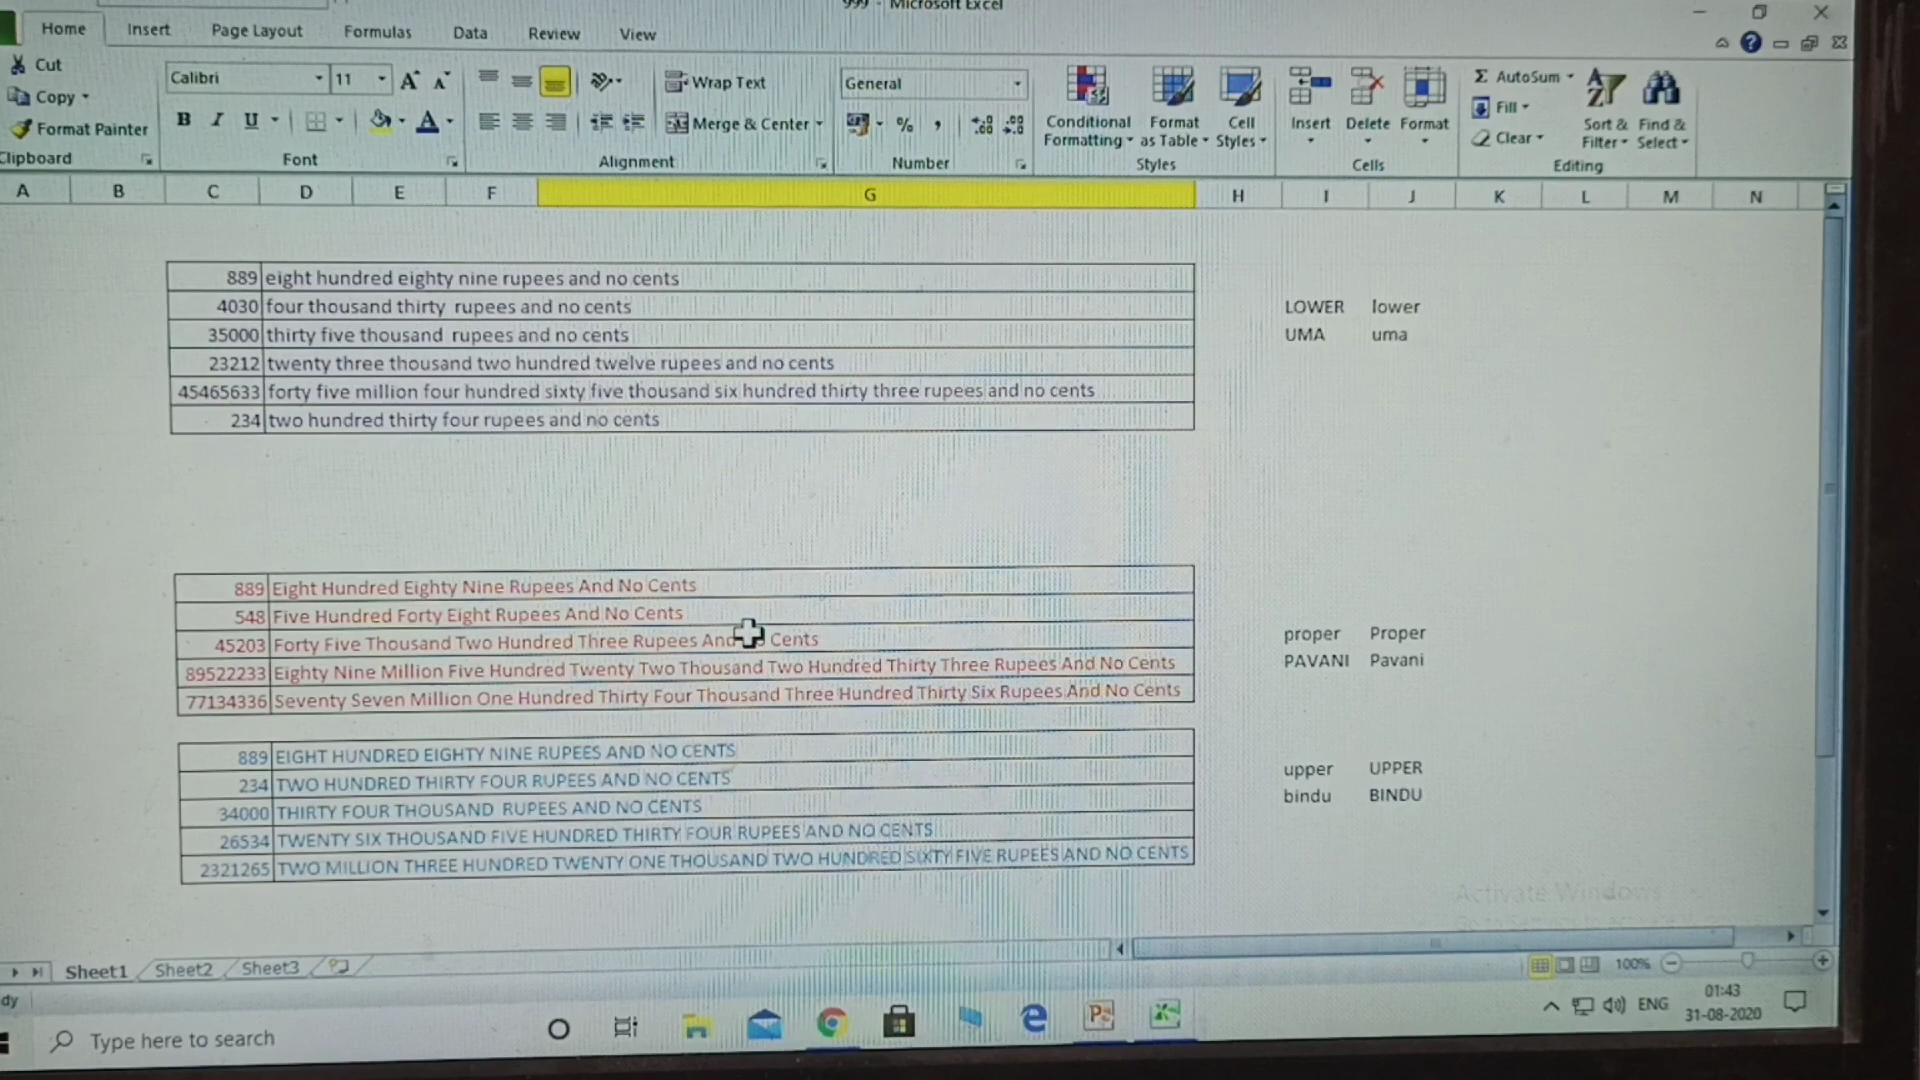 999 - Microsoft Excel
Home Insert Page Layout Formulas Data Review View
Cut
Copy
Format Painter
Clipboard
Calibri 11
B I U A
Font
Wrap Text
Merge & Center
Alignment
General
% ,
Number
Conditional Formatting
Format as Table
Cell Styles
Styles
Insert Delete Format
Cells
Σ AutoSum
Fill
Clear
Sort & Filter
Find & Select
Editing
A B C D E F G H I J K L M N
889 eight hundred eighty nine rupees and no cents
4030 four thousand thirty rupees and no cents LOWER lower
35000 thirty five thousand rupees and no cents UMA uma
23212 twenty three thousand two hundred twelve rupees and no cents
45465633 forty five million four hundred sixty five thousand six hundred thirty three rupees and no cents
234 two hundred thirty four rupees and no cents
889 Eight Hundred Eighty Nine Rupees And No Cents
548 Five Hundred Forty Eight Rupees And No Cents
45203 Forty Five Thousand Two Hundred Three Rupees And Cents proper Proper
89522233 Eighty Nine Million Five Hundred Twenty Two Thousand Two Hundred Thirty Three Rupees And No Cents PAVANI Pavani
77134336 Seventy Seven Million One Hundred Thirty Four Thousand Three Hundred Thirty Six Rupees And No Cents
889 EIGHT HUNDRED EIGHTY NINE RUPEES AND NO CENTS
234 TWO HUNDRED THIRTY FOUR RUPEES AND NO CENTS upper UPPER
34000 THIRTY FOUR THOUSAND RUPEES AND NO CENTS bindu BINDU
26534 TWENTY SIX THOUSAND FIVE HUNDRED THIRTY FOUR RUPEES AND NO CENTS
2321265 TWO MILLION THREE HUNDRED TWENTY ONE THOUSAND TWO HUNDRED SIXTY FIVE RUPEES AND NO CENTS
Activate Windows
Sheet1 Sheet2 Sheet3
100%
dy
Type here to search
ENG
01:43
31-08-2020